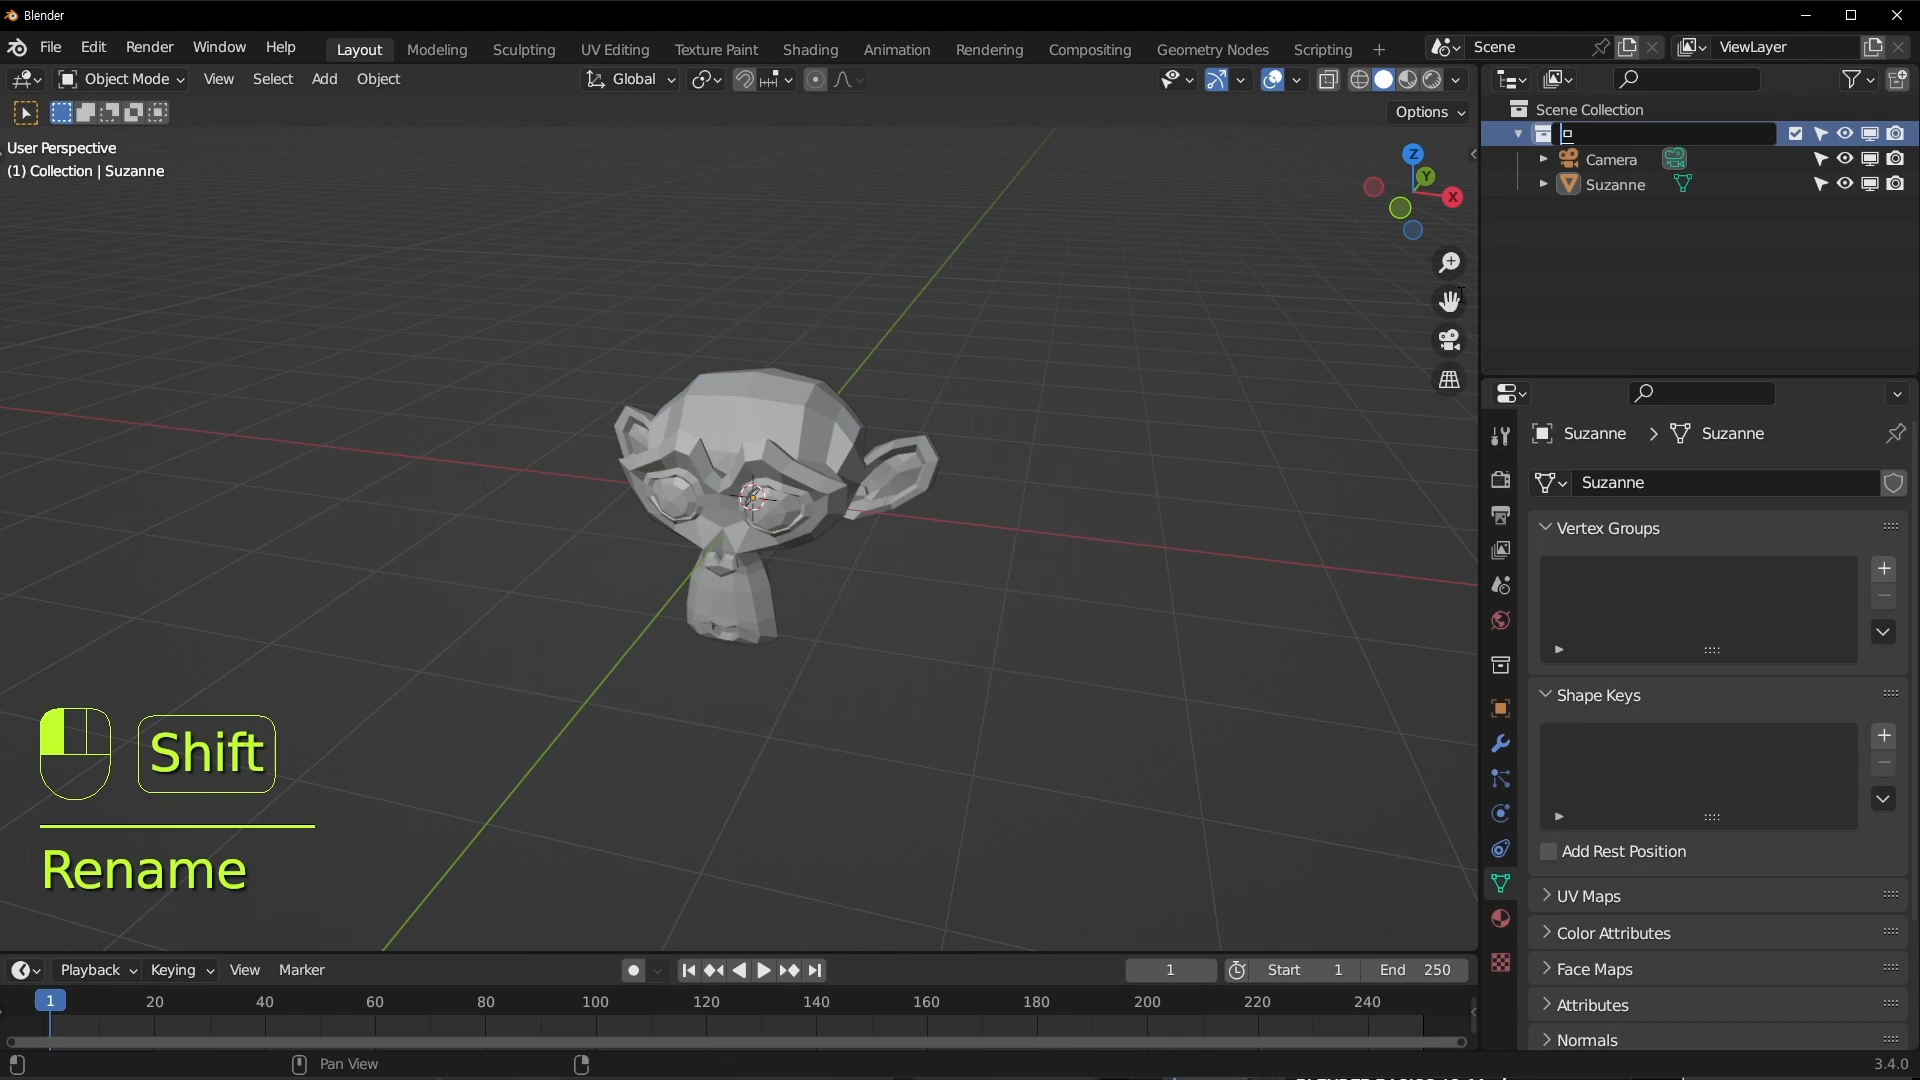 Blender
File Edit Render Window Help Layout Modeling Sculpting UV Editing Texture Paint Shading Animation Rendering Compositing Geometry Nodes Scripting + Scene ViewLayer
Object Mode View Select Add Object Global
Options
User Perspective
(1) Collection | Suzanne
Z
Y
X
Scene Collection
ㅁ
Camera
Suzanne
Suzanne > Suzanne
Suzanne
Vertex Groups
Shape Keys
Add Rest Position
UV Maps
Color Attributes
Face Maps
Attributes
Normals
Shift
Rename
Playback Keying View Marker 1 Start 1 End 250
1 20 40 60 80 100 120 140 160 180 200 220 240
Pan View
3.4.0